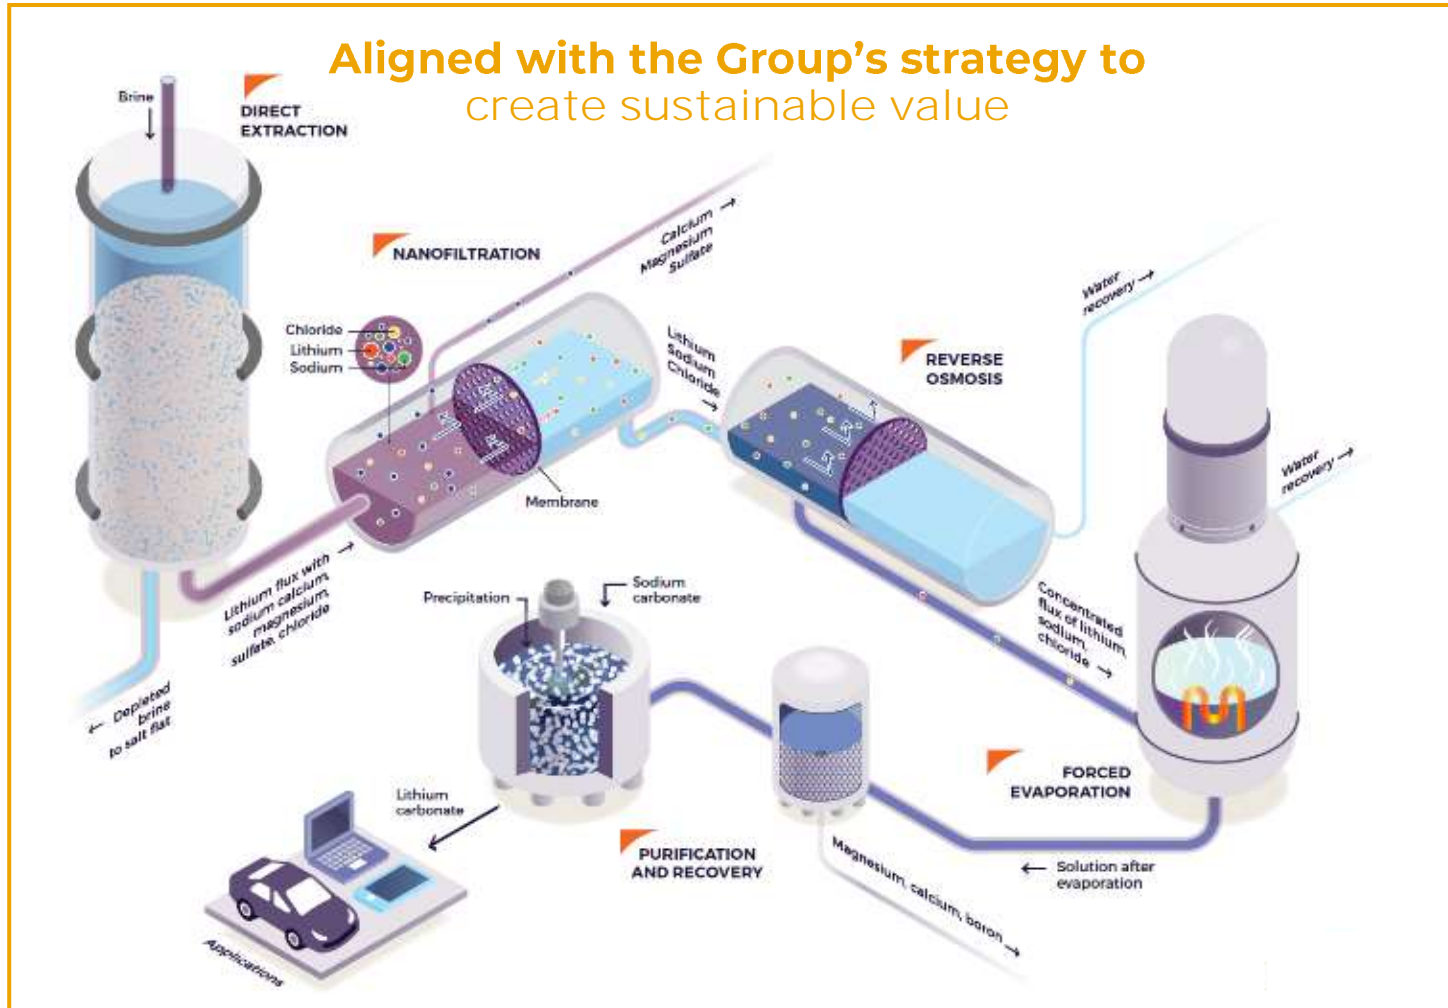 Aligned with the Group's strategy to
create sustainable value
Brine
DIRECT
EXTRACTION
NANOFILTRATION
Calcium
Magnesium
Sulfate
Chloride
Lithium
Sodium
Membrane
Lithium
Sodium
Chloride
REVERSE
OSMOSIS
Water
recovery
Water
recovery
Lithium flux with
sodium calcium,
magnesium,
sulfate, chloride
Depleted
brine
to salt flat
Precipitation
Sodium
carbonate
Concentrated
flux of lithium,
sodium,
chloride
FORCED
EVAPORATION
Solution after
evaporation
Magnesium, calcium, boron
PURIFICATION
AND RECOVERY
Lithium
carbonate
Applications